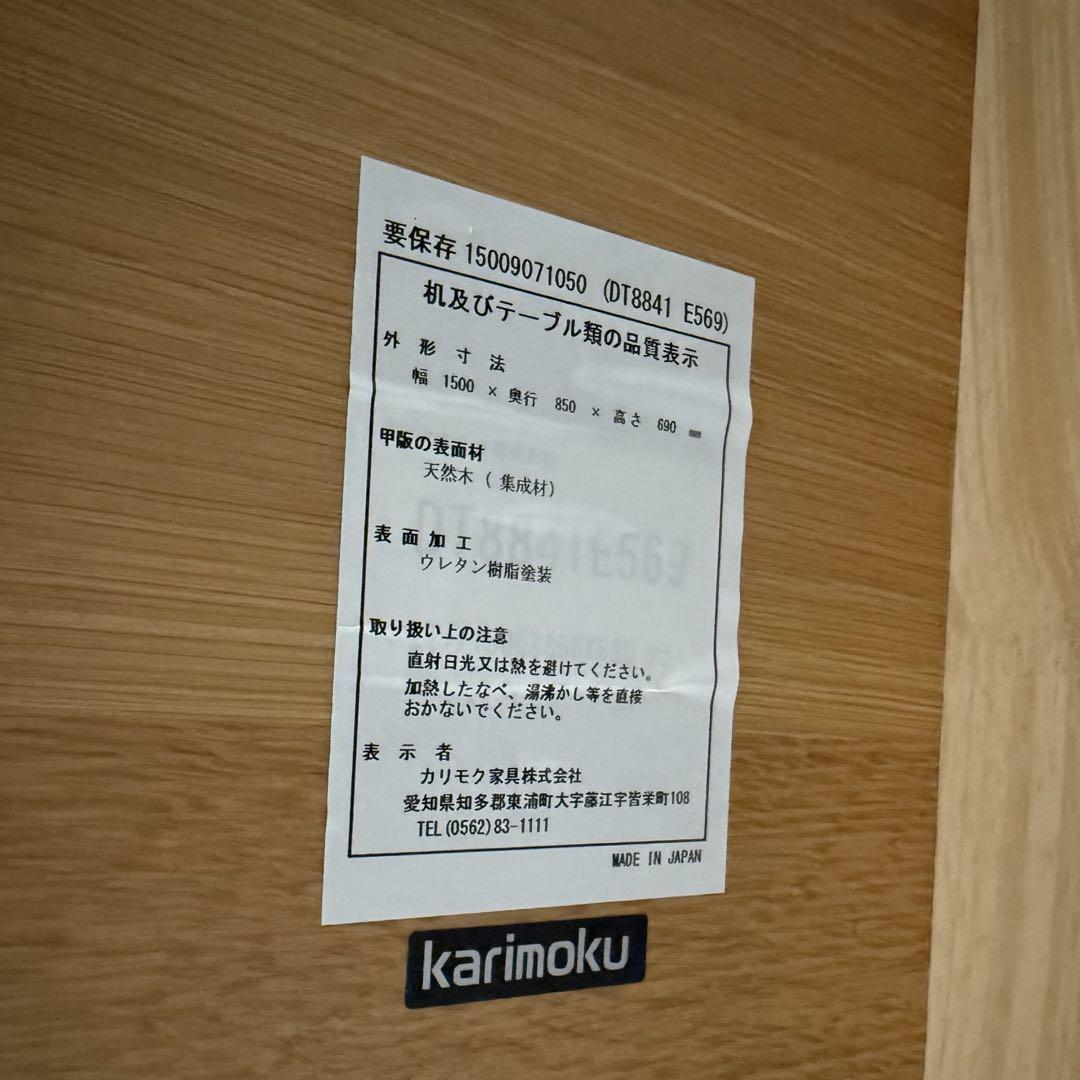 要保存 15009071050 (DT8841 E569)
机及びテーブル類の品質表示
外形寸法
幅 1500 × 奥行 850 × 高さ 690 mm
甲版の表面材
天然木 ( 集成材)
DT8841E569
表面加工
ウレタン樹脂塗装
取り扱い上の注意
直射日光又は熱を避けてください。
加熱したなべ、湯沸かし等を直接
おかないでください。
表示者
カリモク家具株式会社
愛知県知多郡東浦町大字藤江字皆栄町108
TEL(0562)83-1111
MADE IN JAPAN
karimoku